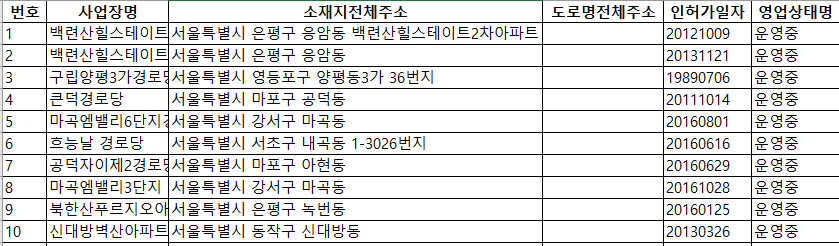 번호 사업장명 소재지전체주소 도로명전체주소 인허가일자 영업상태명
1 백련산힐스테이트 서울특별시 은평구 응암동 백련산힐스테이트2차아파트 20121009 운영중
2 백련산힐스테이트 서울특별시 은평구 응암동 20131121 운영중
3 구립양평3가경로당 서울특별시 영등포구 양평동3가 36번지 19890706 운영중
4 큰덕경로당 서울특별시 마포구 공덕동 20111014 운영중
5 마곡엠밸리6단지경 서울특별시 강서구 마곡동 20160801 운영중
6 흐능날 경로당 서울특별시 서초구 내곡동 1-3026번지 20160616 운영중
7 공덕자이제2경로당 서울특별시 마포구 아현동 20160629 운영중
8 마곡엠밸리3단지 서울특별시 강서구 마곡동 20161028 운영중
9 북한산푸르지오아 서울특별시 은평구 녹번동 20160125 운영중
10 신대방벽산아파트 서울특별시 동작구 신대방동 20130326 운영중